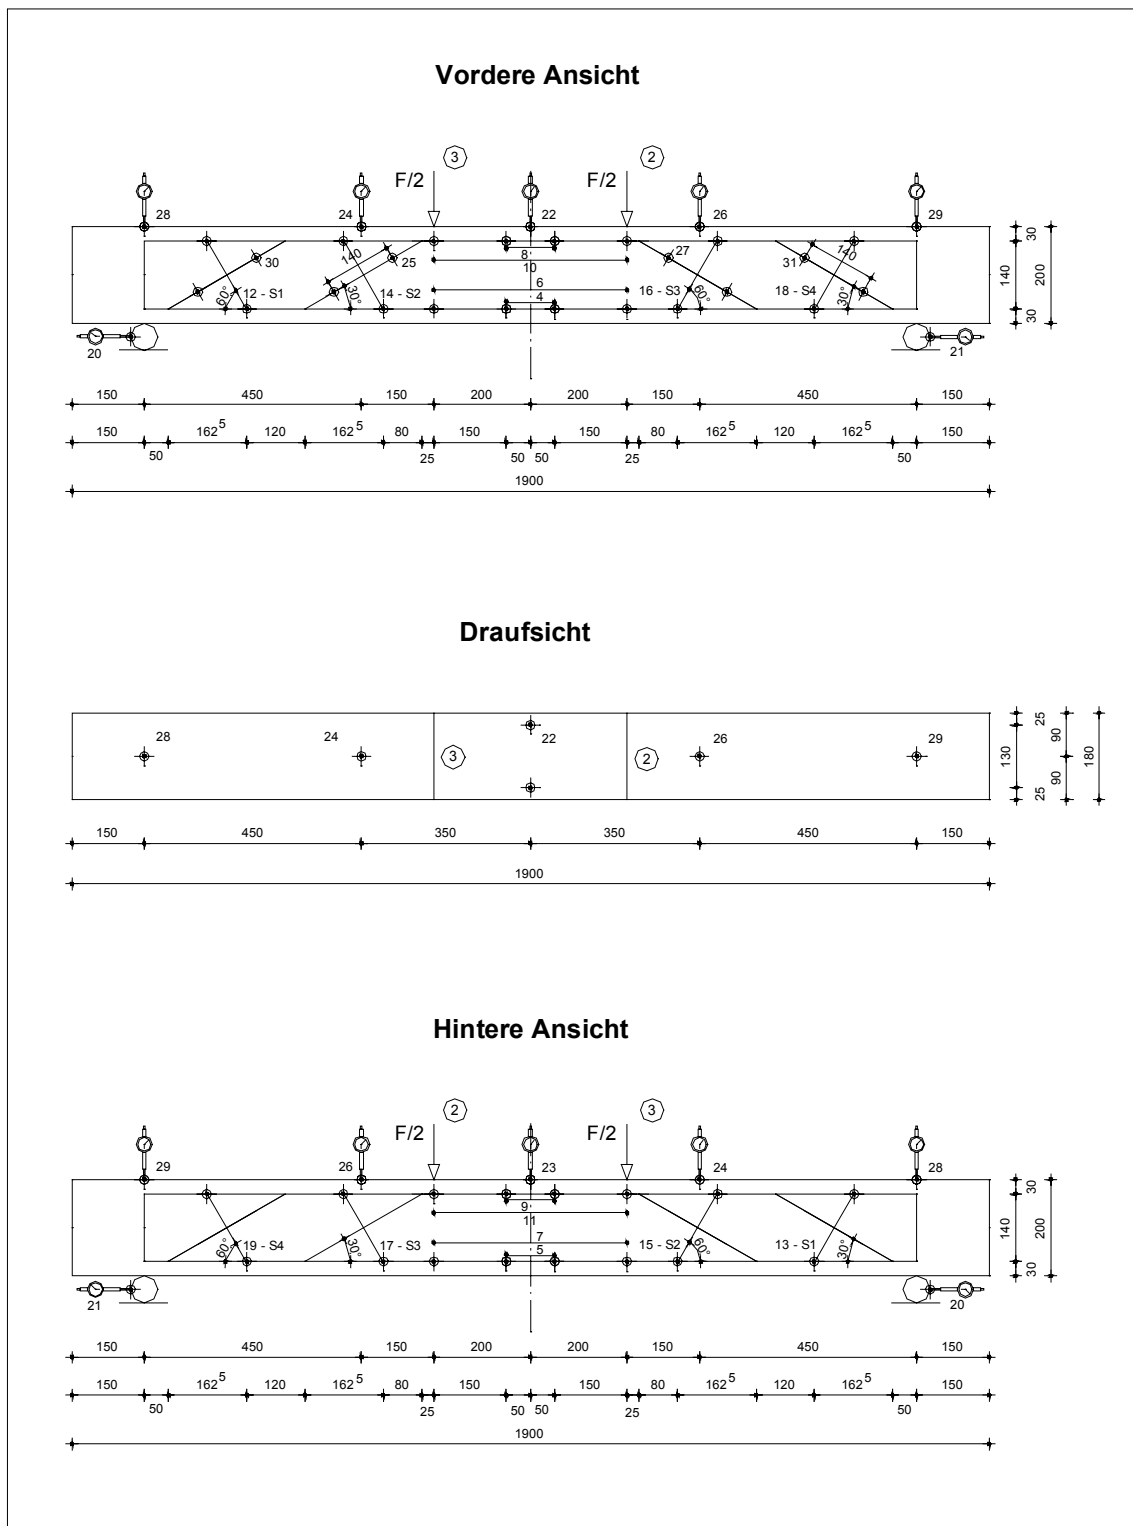 Vordere Ansicht
3 2
F/2 F/2
28 24 22 26 29
30 140 25 8 27 31 140
10
60° 12 - S1 30° 14 - S2 6 16 - S3 60° 18 - S4 30°
4
20 21
30 140 30 200
150 450 150 200 200 150 450 150
150 162⁵ 120 162⁵ 80 150 150 80 162⁵ 120 162⁵ 150
50 25 50 50 25 50
1900
Draufsicht
28 24 3 22 2 26 29
25 130 25 90 90 180
150 450 350 350 450 150
1900
Hintere Ansicht
2 3
F/2 F/2
29 26 23 24 28
9
11
60° 19 - S4 30° 17 - S3 7 15 - S2 60° 13 - S1 30°
5
21 20
30 140 30 200
150 450 150 200 200 150 450 150
150 162⁵ 120 162⁵ 80 150 150 80 162⁵ 120 162⁵ 150
50 25 50 50 25 50
1900